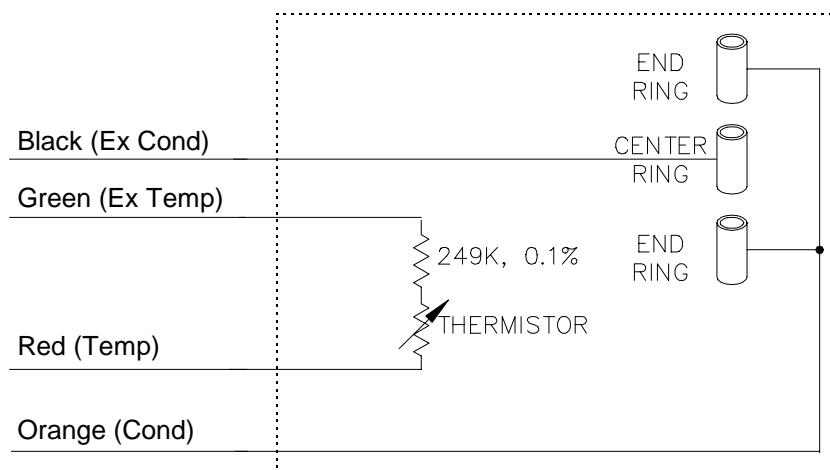 END
RING
Black (Ex Cond)
CENTER
RING
Green (Ex Temp)
END
RING
249K, 0.1%
THERMISTOR
Red (Temp)
Orange (Cond)